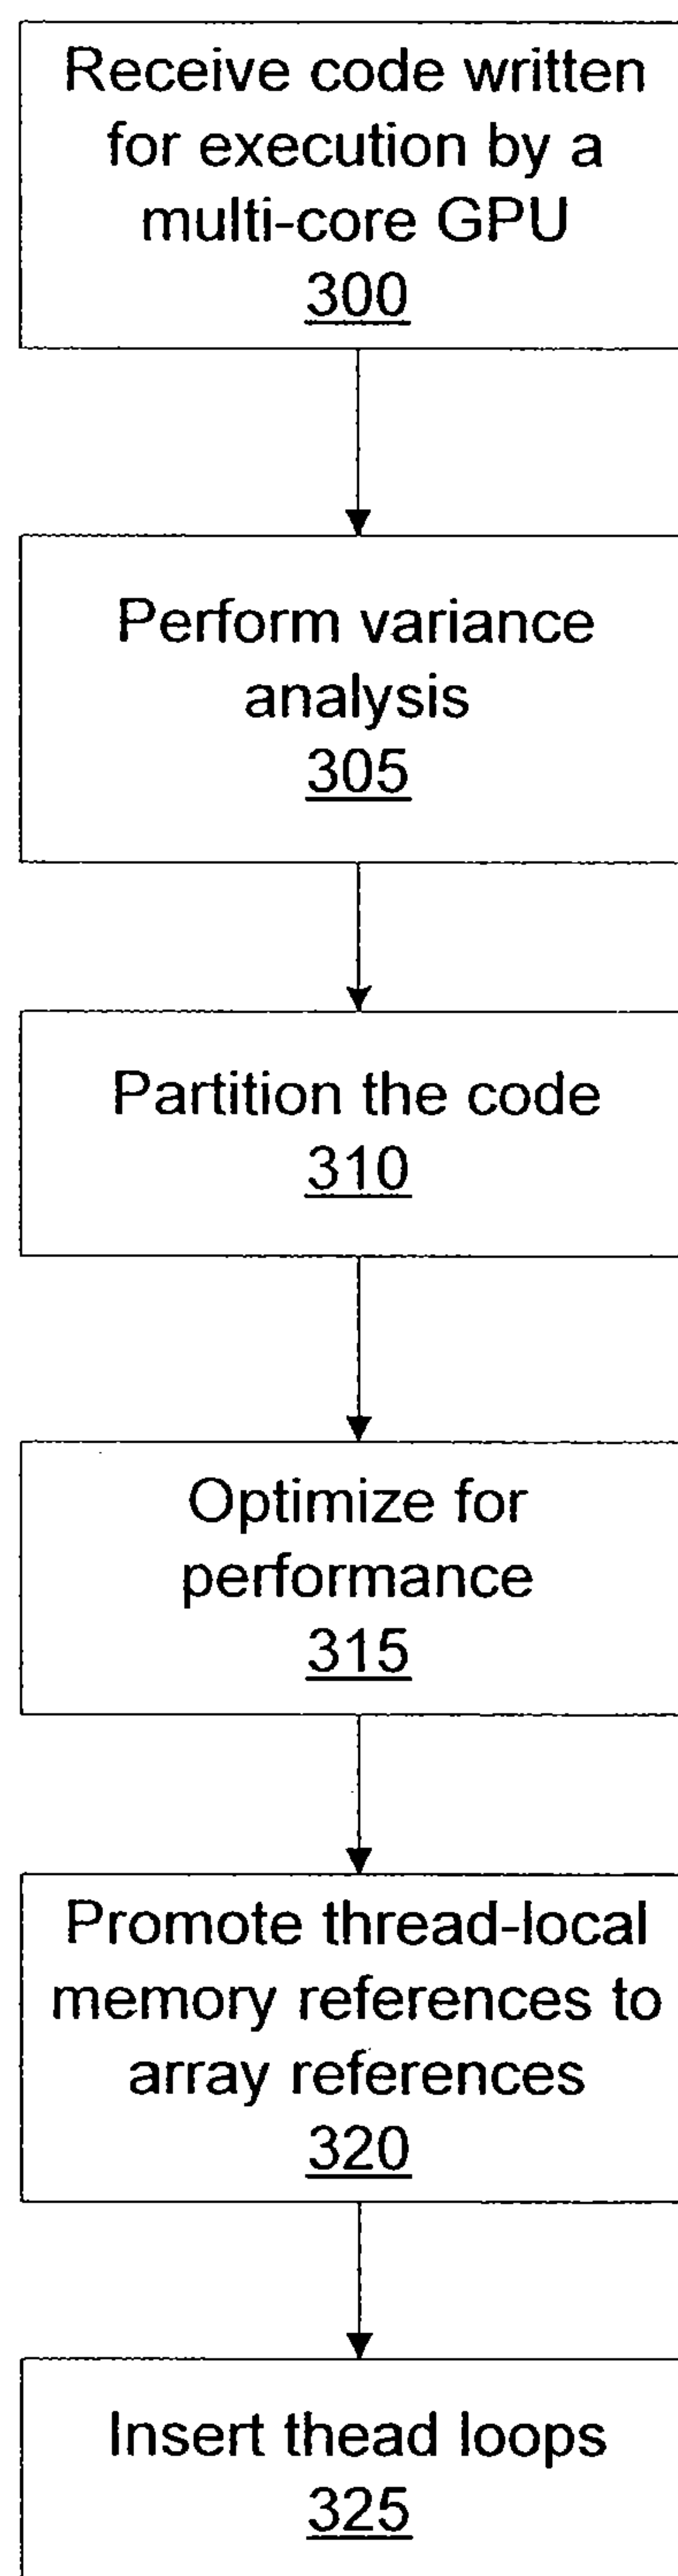 Receive code written
for execution by a
multi-core GPU
300
Perform variance
analysis
305
Partition the code
310
Optimize for
performance
315
Promote thread-local
memory references to
array references
320
Insert thead loops
325